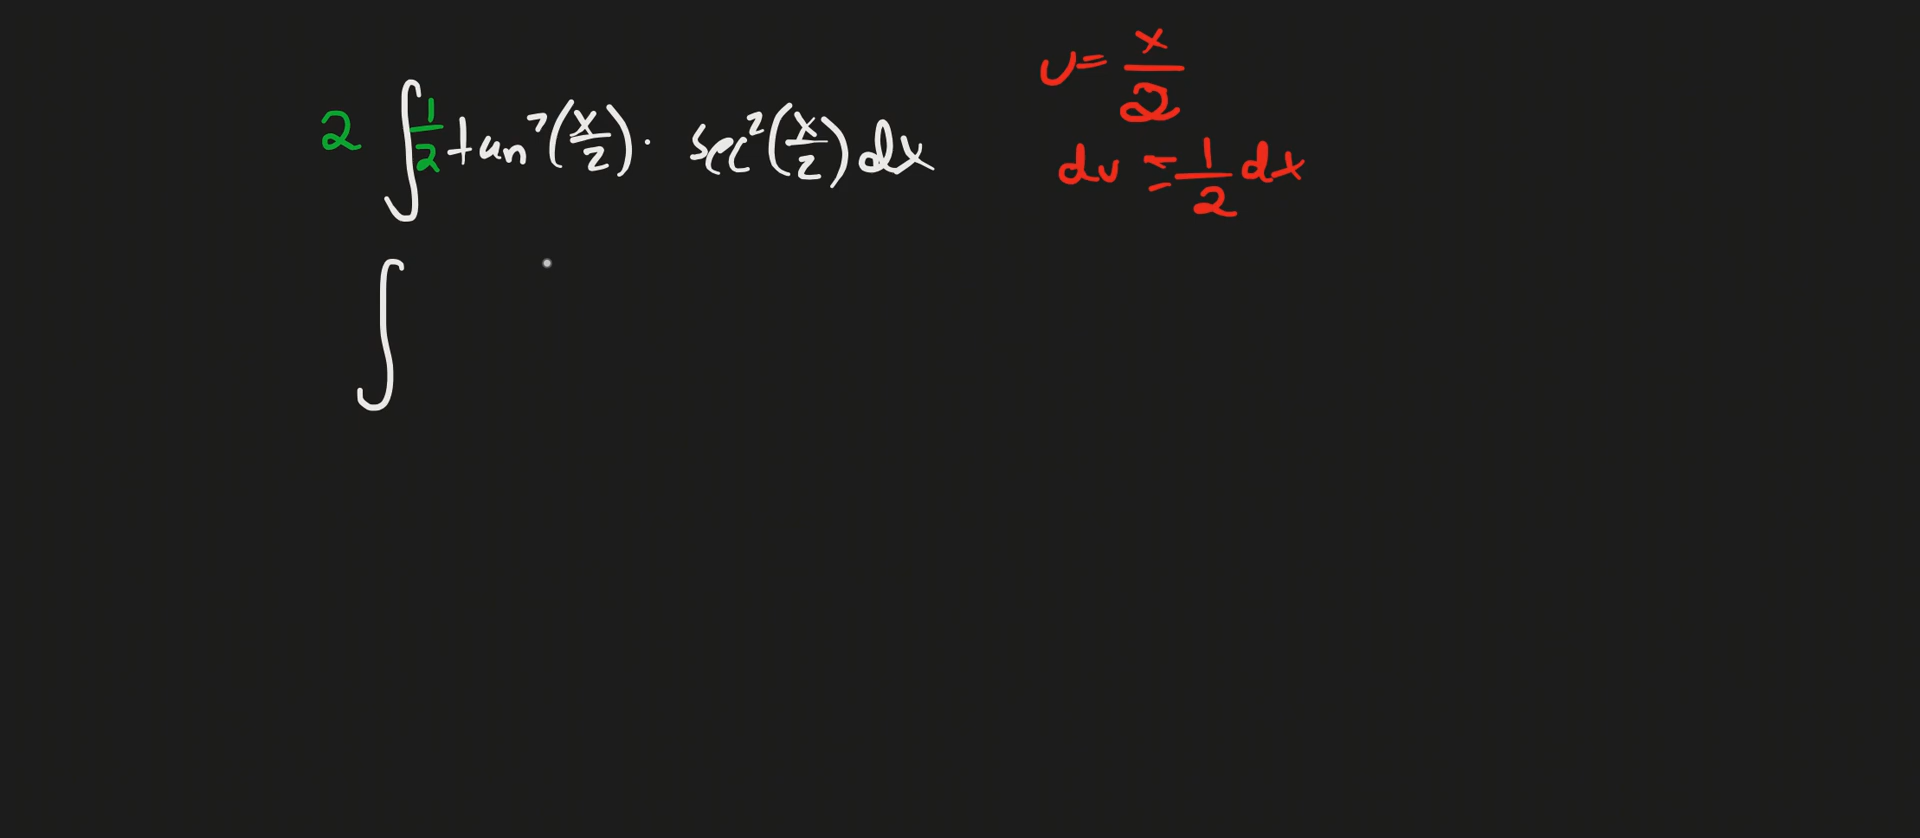 2 ∫ 1/2 tan⁷(x/2) · sec²(x/2) dx
u = x/2
du = 1/2 dx
∫